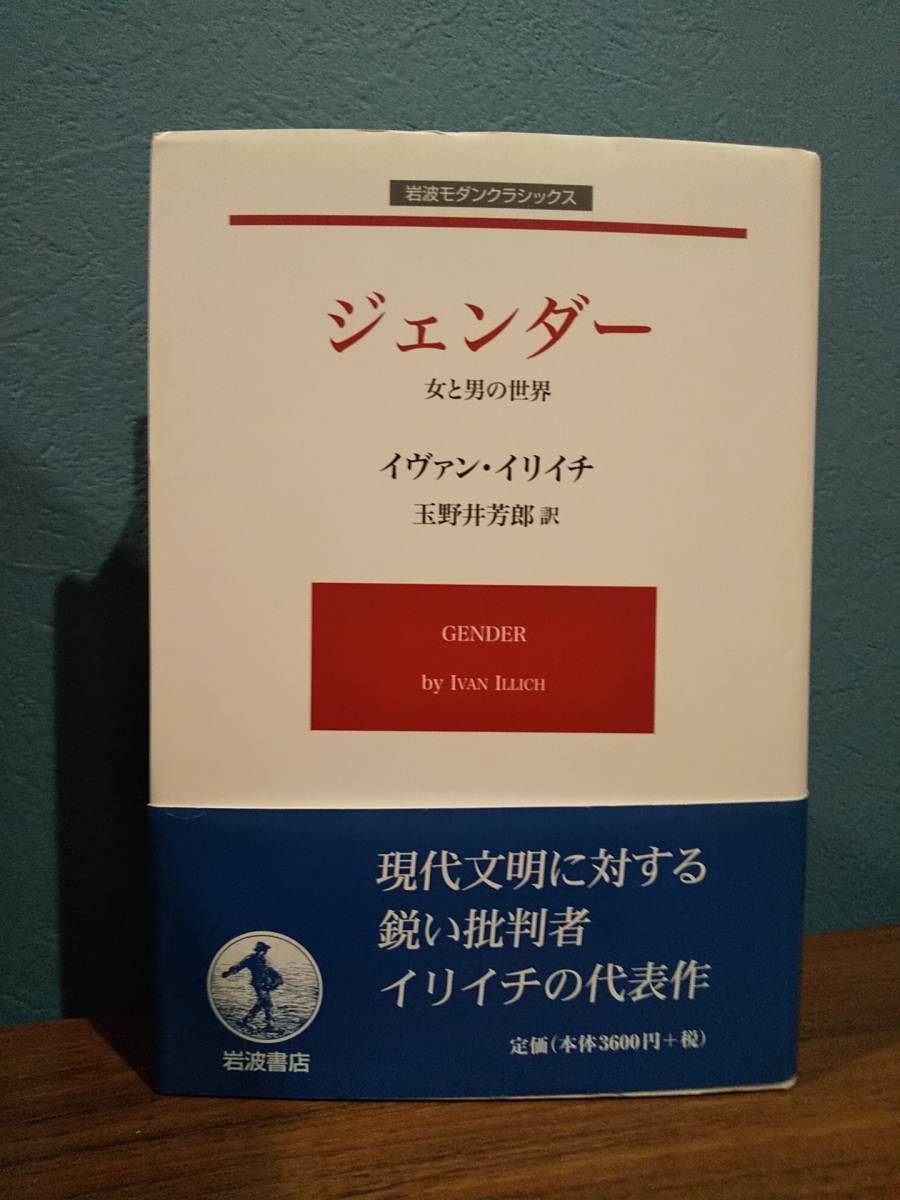 岩波モダンクラシックス
ジェンダー
女と男の世界
イヴァン・イリイチ
玉野井芳郎 訳
GENDER
by IVAN ILLICH
現代文明に対する
鋭い批判者
イリイチの代表作
定価(本体3600円+税)
岩波書店